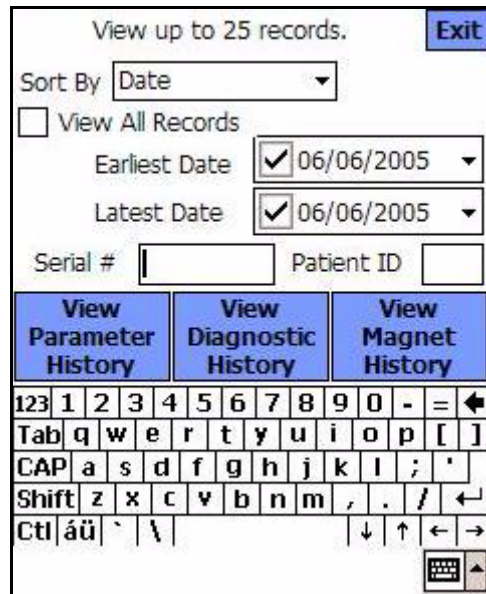 View up to 25 records. Exit
Sort By Date
View All Records
Earliest Date 06/06/2005
Latest Date 06/06/2005
Serial # Patient ID
View Parameter History View Diagnostic History View Magnet History
123 1 2 3 4 5 6 7 8 9 0 - = 🡸
Tab q w e r t y u i o p [ ]
CAP a s d f g h j k l ; '
Shift z x c v b n m , . / ↵
Ctl áü ` \ ↓ ↑ ← →